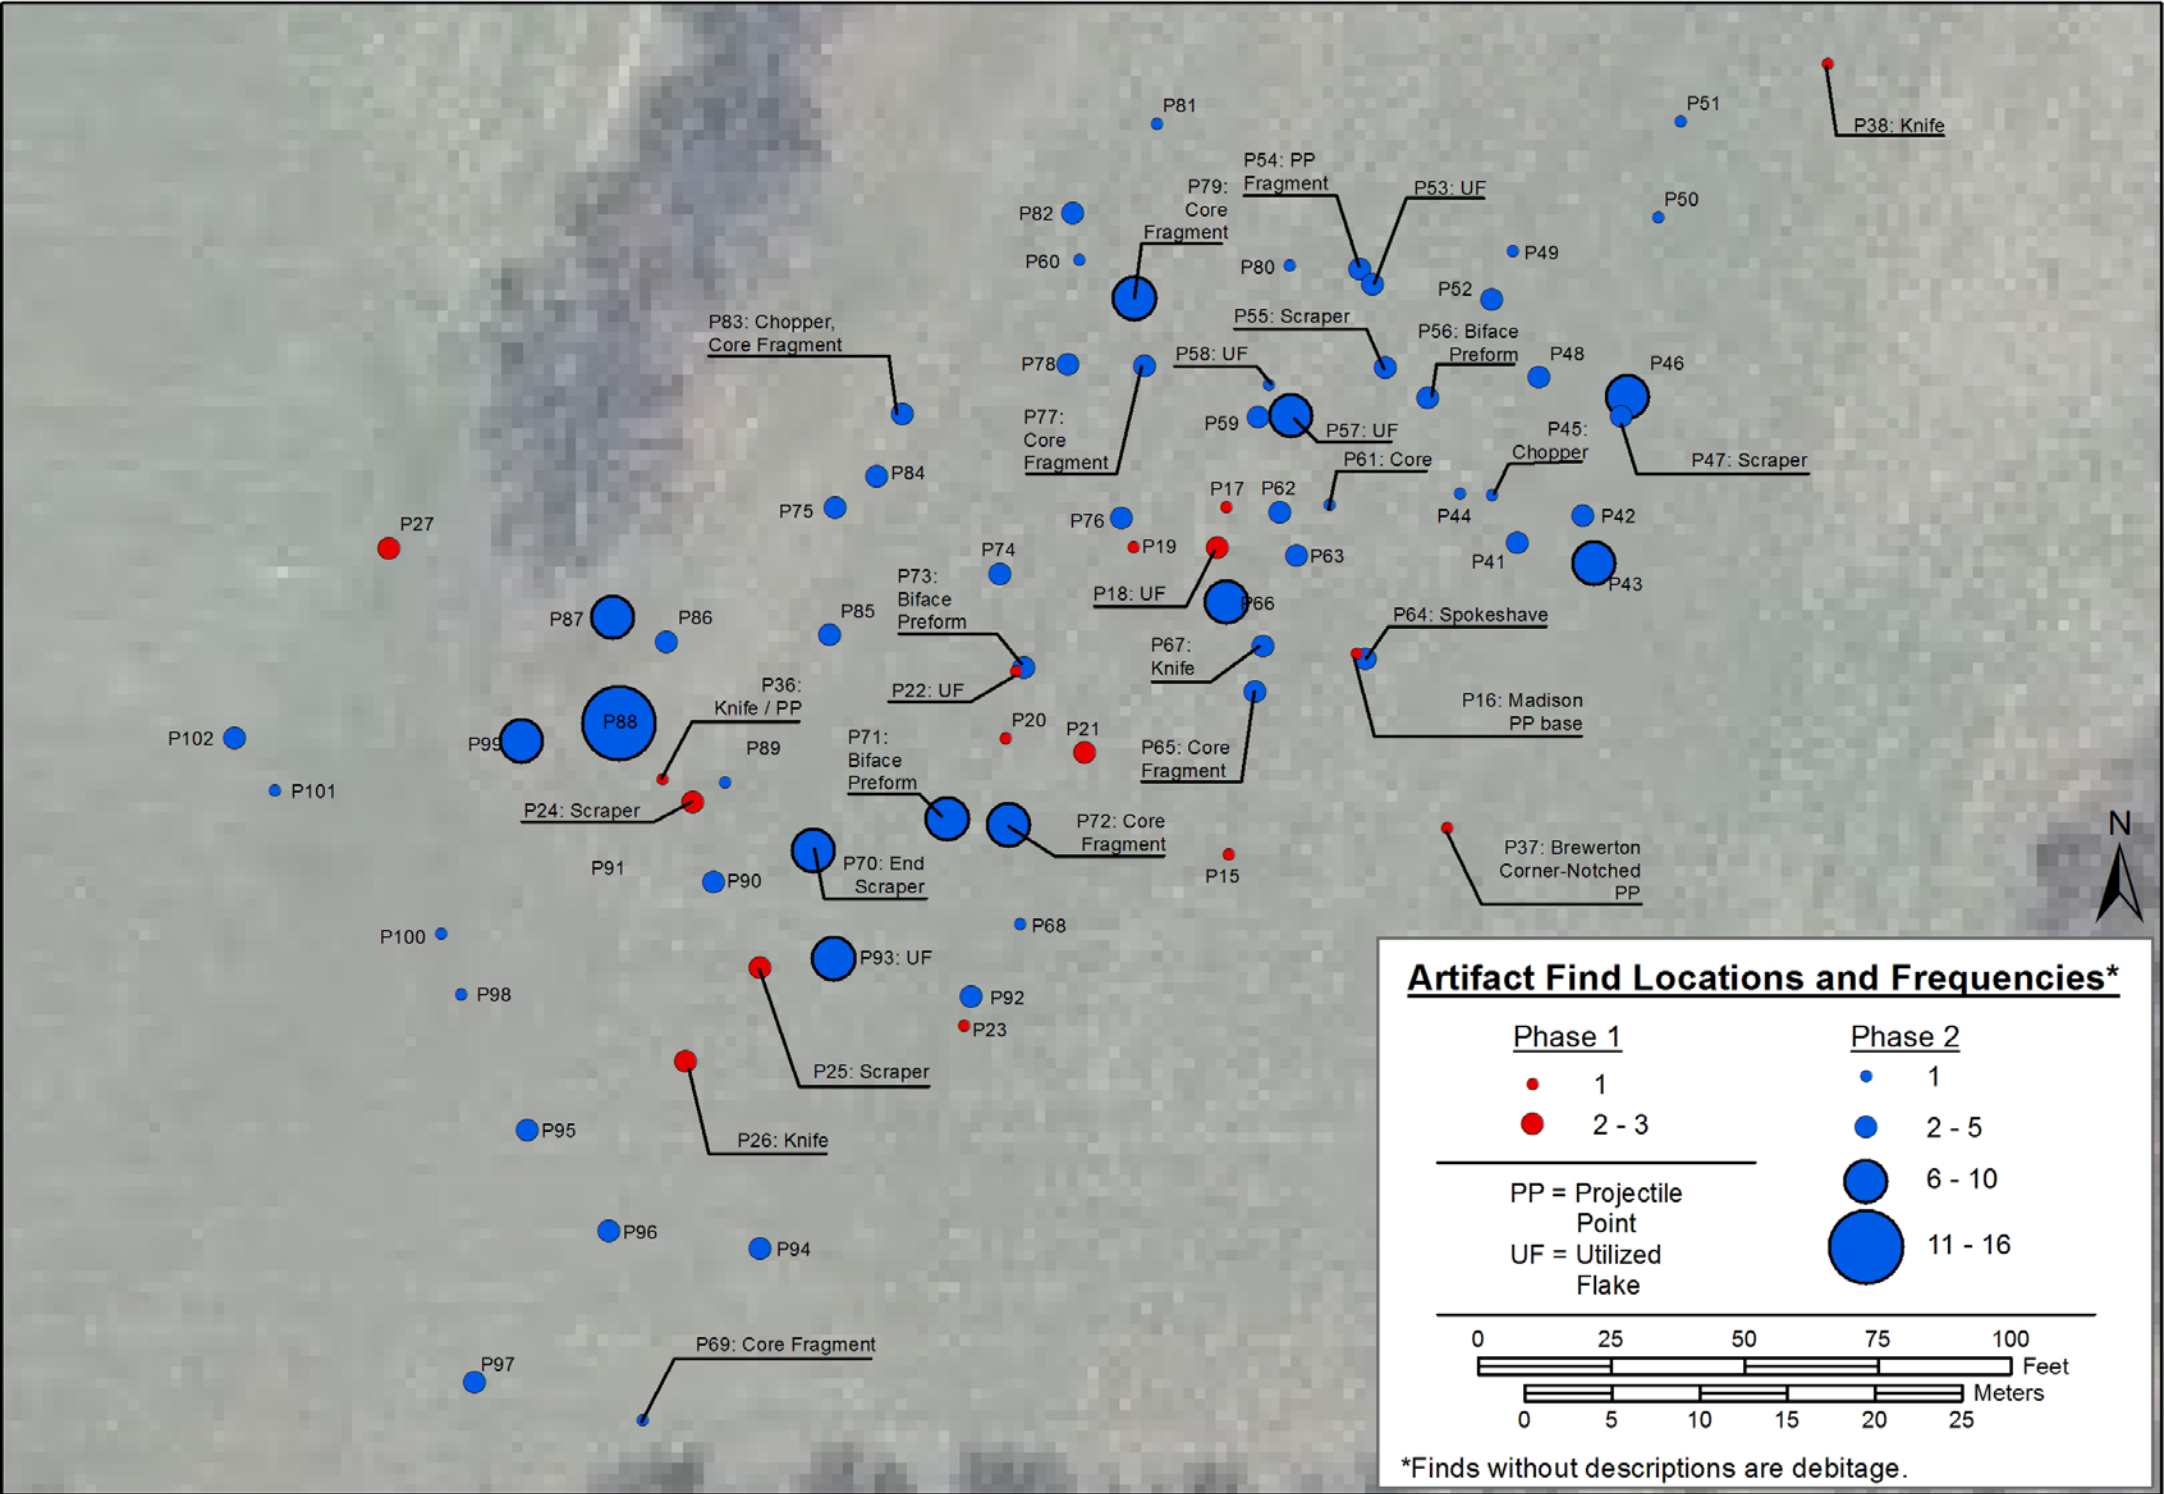 P81
P51
P38: Knife
P54: PP
Fragment
P79:
Core
Fragment
P53: UF
P50
P82
P60
P80
P49
P52
P83: Chopper,
Core Fragment
P55: Scraper
P56: Biface
Preform
P78
P58: UF
P48
P46
P77:
Core
Fragment
P59
P57: UF
P45:
Chopper
P61: Core
P47: Scraper
P84
P75
P27
P76
P17
P62
P44
P42
P19
P63
P41
P43
P74
P73:
Biface
Preform
P18: UF
P66
P64: Spokeshave
P87
P86
P85
P67:
Knife
P36:
Knife / PP
P22: UF
P16: Madison
PP base
P102
P99
P88
P89
P20
P21
P71:
Biface
Preform
P65: Core
Fragment
P101
P24: Scraper
P72: Core
Fragment
P91
P90
P70: End
Scraper
P15
P37: Brewerton
Corner-Notched
PP
N
P100
P68
P93: UF
P98
P92
P23
P25: Scraper
P95
P26: Knife
P96
P94
P69: Core Fragment
P97
Artifact Find Locations and Frequencies*
Phase 1
1
2 - 3
Phase 2
1
2 - 5
6 - 10
11 - 16
PP = Projectile
Point
UF = Utilized
Flake
0 25 50 75 100
Feet
Meters
0 5 10 15 20 25
*Finds without descriptions are debitage.